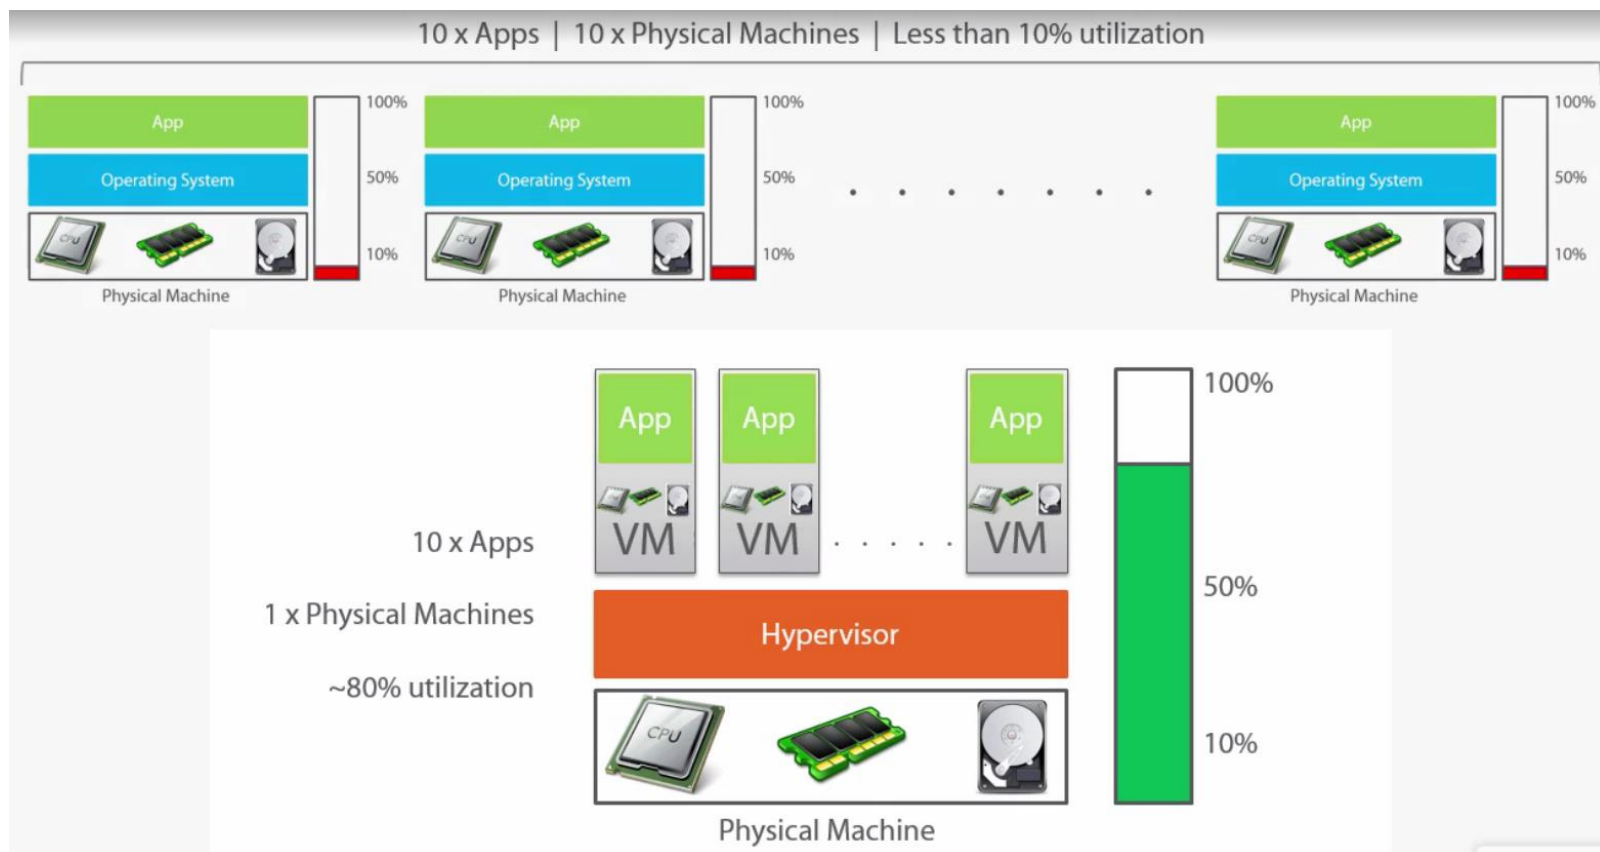 10 x Apps | 10 x Physical Machines | Less than 10% utilization
App
100%
Operating System
50%
CPU
10%
Physical Machine
App
100%
Operating System
50%
CPU
10%
Physical Machine
App
100%
Operating System
50%
CPU
10%
Physical Machine
App
App
App
100%
VM
VM
VM
10 x Apps
50%
1 x Physical Machines
Hypervisor
~80% utilization
CPU
10%
Physical Machine